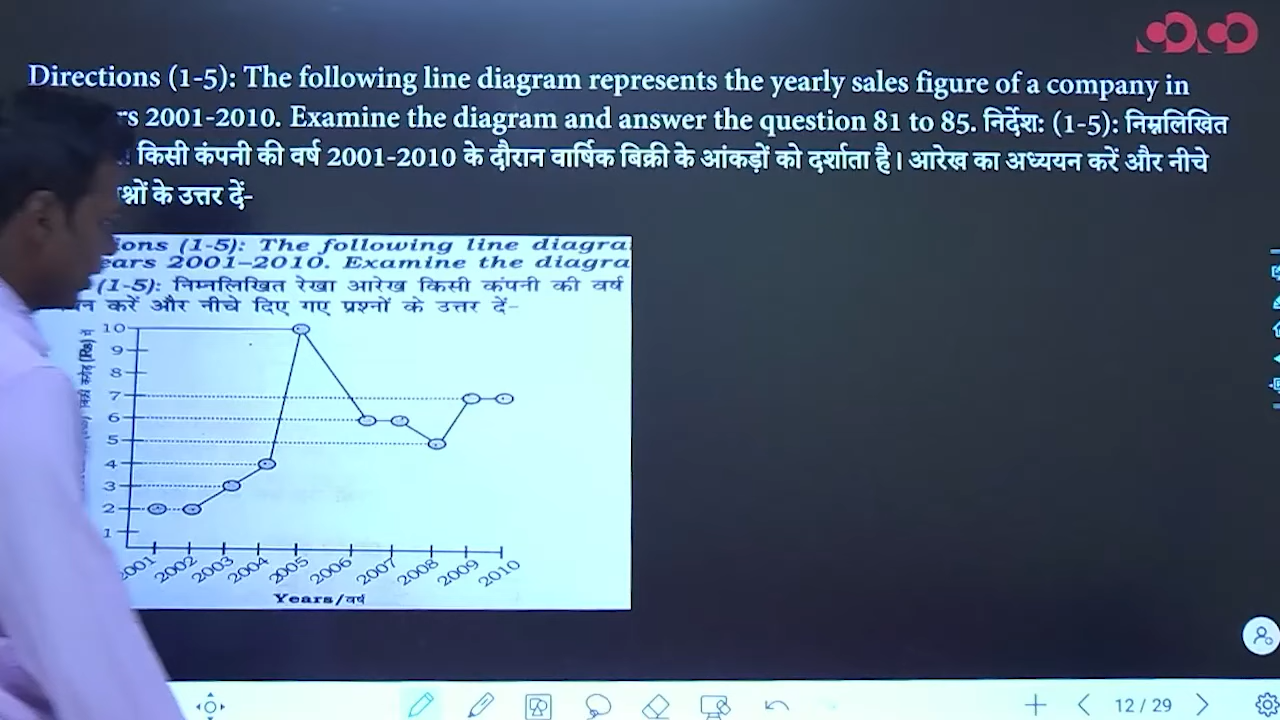 Directions (1-5): The following line diagram represents the yearly sales figure of a company in
rs 2001-2010. Examine the diagram and answer the question 81 to 85. निर्देश: (1-5): निम्नलिखित
किसी कंपनी की वर्ष 2001-2010 के दौरान वार्षिक बिक्री के आंकड़ों को दर्शाता है। आरेख का अध्ययन करें और नीचे
श्नों के उत्तर दें-
ions (1-5): The following line diagra
ears 2001–2010. Examine the diagra
(1-5): निम्नलिखित रेखा आरेख किसी कंपनी की वर्ष
न करें और नीचे दिए गए प्रश्नों के उत्तर दें-
10
9
8
7
6
5
4
3
2
1
बिक्री करोड़ (Rs) में
2001 2002 2003 2004 2005 2006 2007 2008 2009 2010
Years/वर्ष
12 / 29